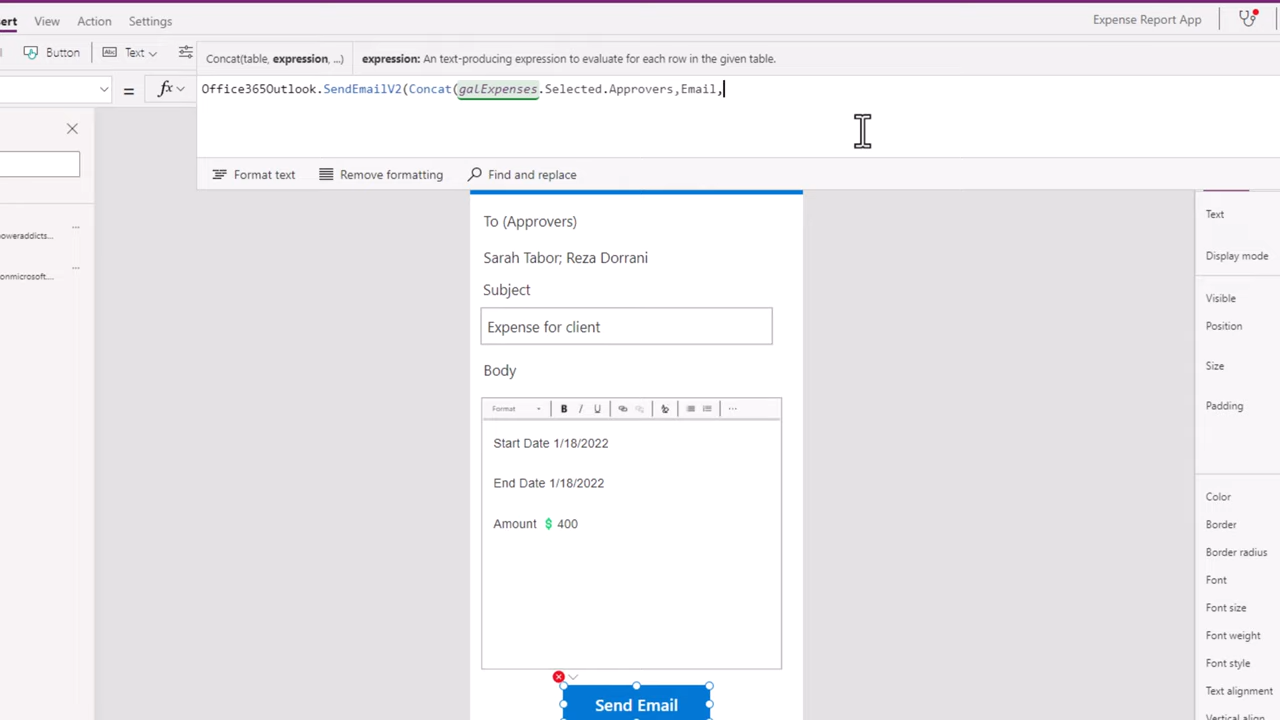 ert View Action Settings Expense Report App
Button Text Concat(table, expression, ...) expression: An text-producing expression to evaluate for each row in the given table.
= fx Office365Outlook.SendEmailV2(Concat(galExpenses.Selected.Approvers,Email,
Format text Remove formatting Find and replace
To (Approvers)
Sarah Tabor; Reza Dorrani
Subject
Expense for client
Body
Format B I U ...
Start Date 1/18/2022
End Date 1/18/2022
Amount $ 400
Send Email
oweraddicts... ...
onmicrosoft.... ...
Text
Display mode
Visible
Position
Size
Padding
Color
Border
Border radius
Font
Font size
Font weight
Font style
Text alignment
Vertical align